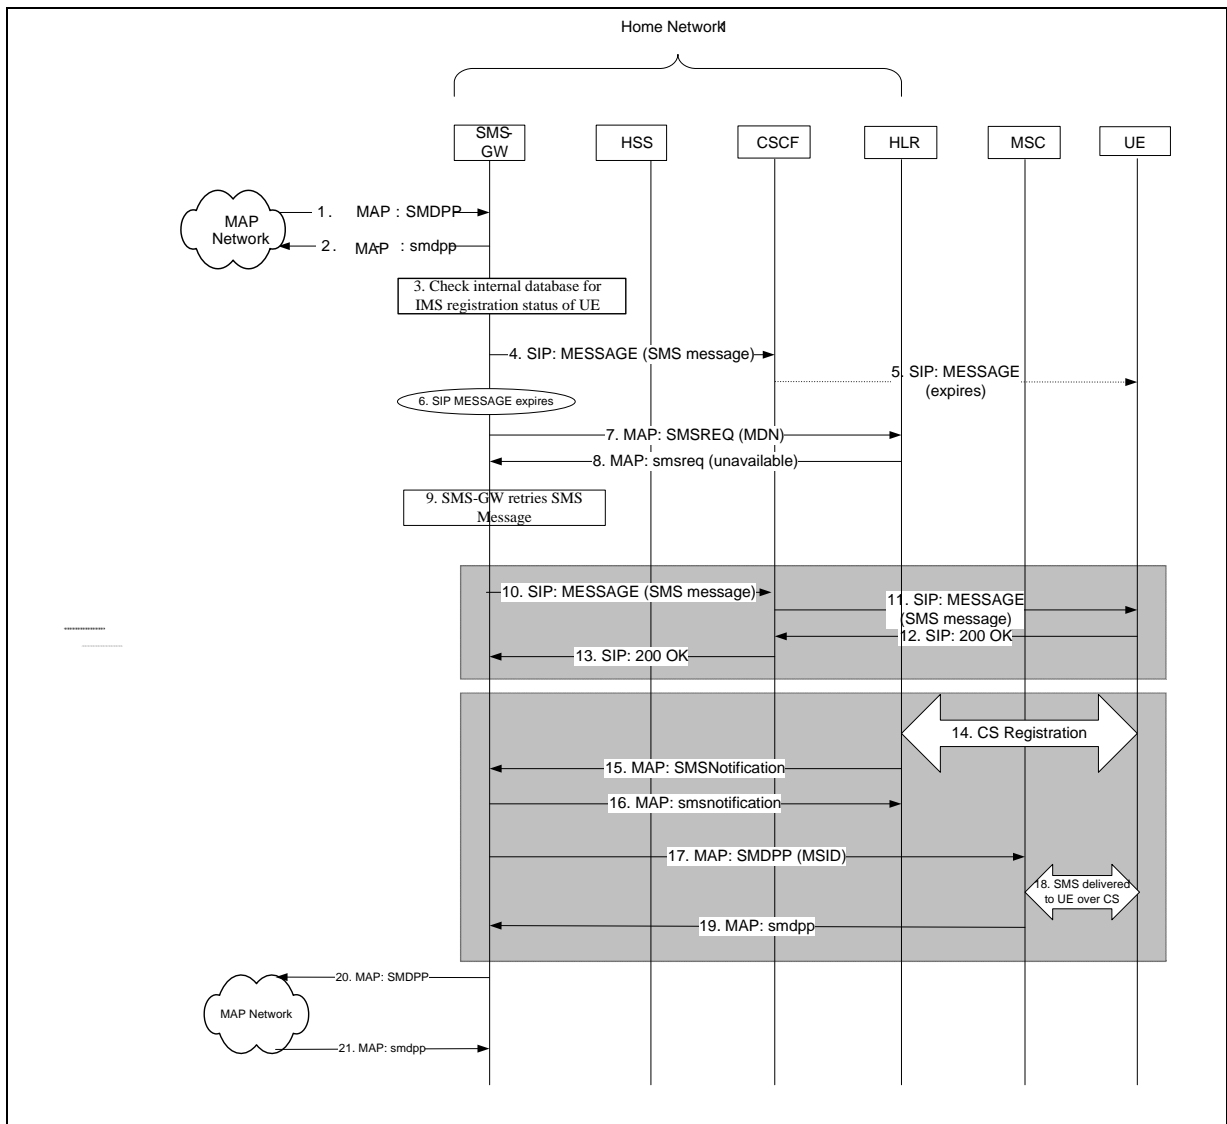 Home Network1
SMS-
GW
HSS
CSCF
HLR
MSC
UE
MAP
Network
1. MAP : SMDPP
2. MAP : smdpp
3. Check internal database for
IMS registration status of UE
4. SIP: MESSAGE (SMS message)
5. SIP: MESSAGE
(expires)
6. SIP MESSAGE expires
7. MAP: SMSREQ (MDN)
8. MAP: smsreq (unavailable)
9. SMS-GW retries SMS
Message
10. SIP: MESSAGE (SMS message)
11. SIP: MESSAGE
(SMS message)
12. SIP: 200 OK
13. SIP: 200 OK
14. CS Registration
15. MAP: SMSNotification
16. MAP: smsnotification
17. MAP: SMDPP (MSID)
18. SMS delivered
to UE over CS
19. MAP: smdpp
20. MAP: SMDPP
MAP Network
21. MAP: smdpp